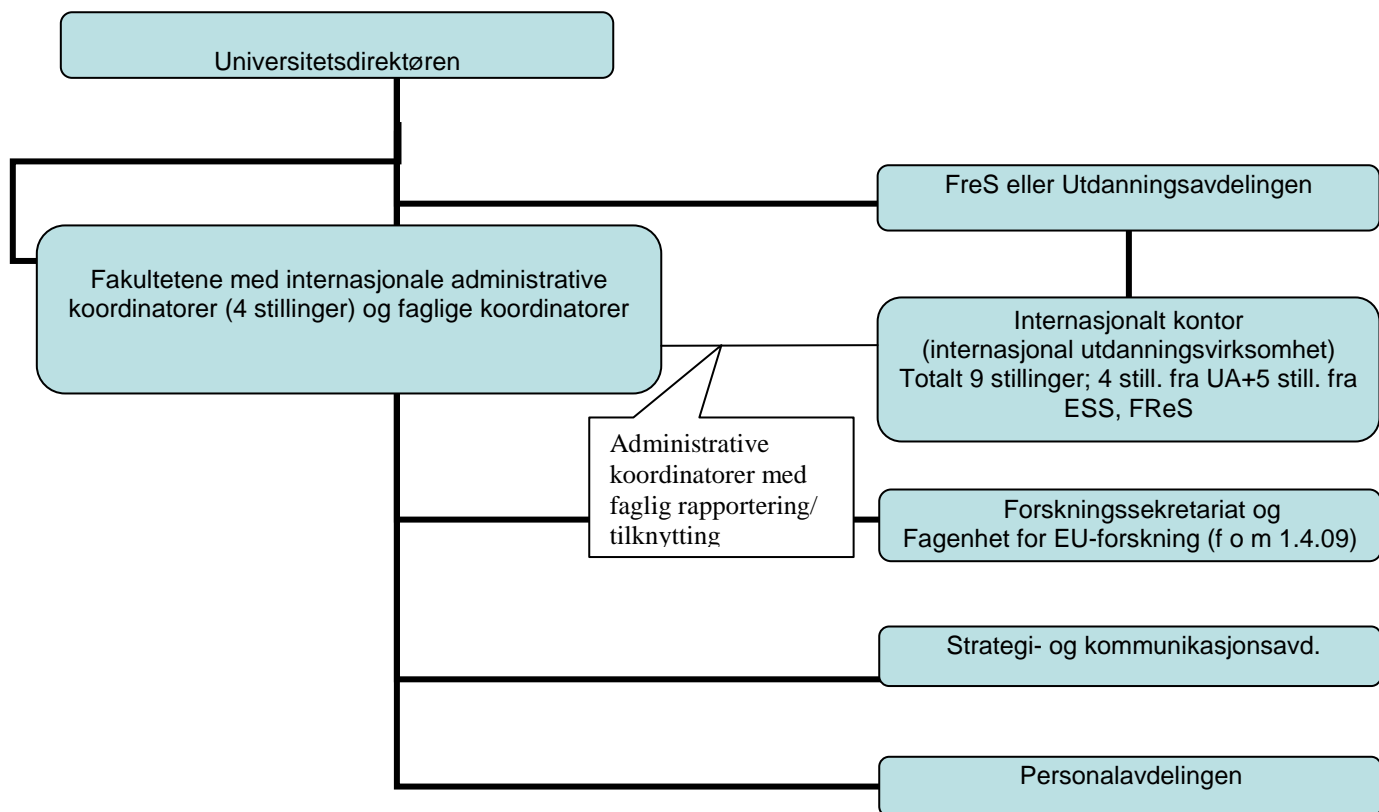 Universitetsdirektøren
FreS eller Utdanningsavdelingen
Fakultetene med internasjonale administrative
koordinatorer (4 stillinger) og faglige koordinatorer
Internasjonalt kontor
(internasjonal utdanningsvirksomhet)
Totalt 9 stillinger; 4 still. fra UA+5 still. fra
ESS, FReS
Administrative
koordinatorer med
faglig rapportering/
tilknytting
Forskningssekretariat og
Fagenhet for EU-forskning (f o m 1.4.09)
Strategi- og kommunikasjonsavd.
Personalavdelingen